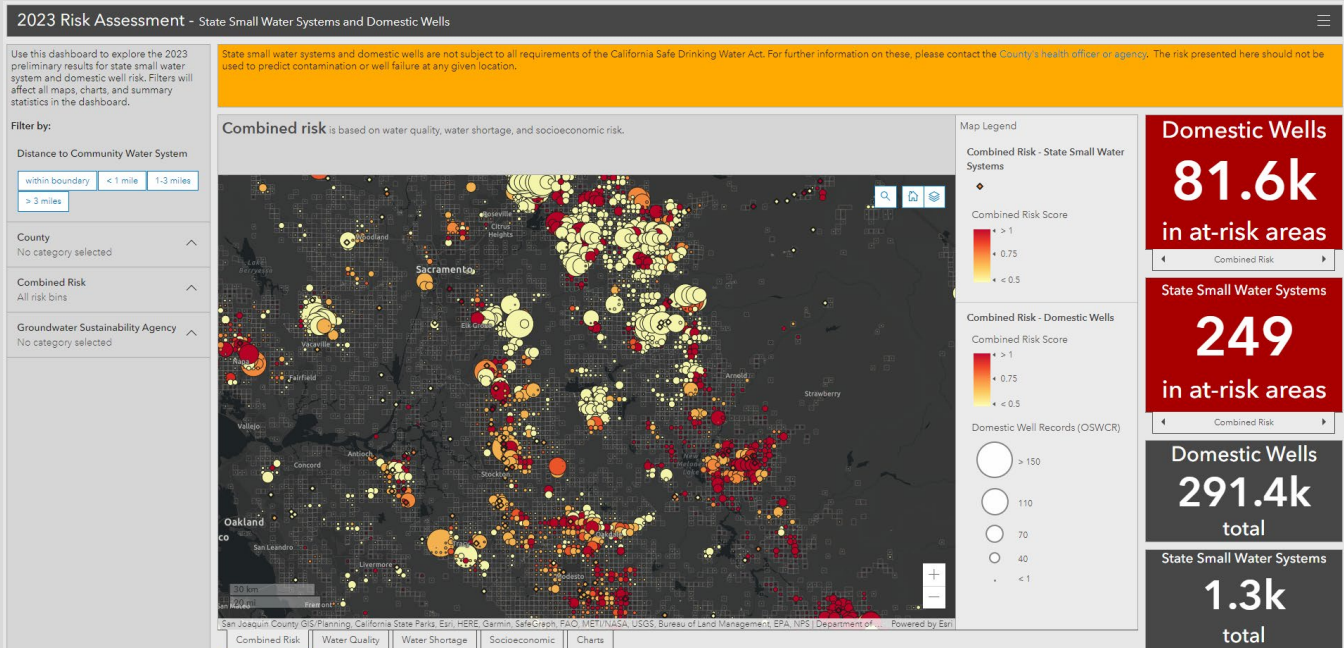 2023 Risk Assessment - State Small Water Systems and Domestic Wells
Use this dashboard to explore the 2023
preliminary results for state small water
system and domestic well risk. Filters will
affect all maps, charts, and summary
statistics in the dashboard.
Filter by:
Distance to Community Water System
within boundary
< 1 mile
1-3 miles
> 3 miles
County
No category selected
Combined Risk
All risk bins
Groundwater Sustainability Agency
No category selected
State small water systems and domestic wells are not subject to all requirements of the California Safe Drinking Water Act. For further information on these, please contact the County's health officer or agency. The risk presented here should not be
used to predict contamination or well failure at any given location.
Combined risk is based on water quality, water shortage, and socioeconomic risk.
Roseville
Citrus
Heights
Woodland
Lake
Berryessa
Sacramento
Elk Grove
Vacaville
Napa
Fairfield
Arnold
Strawberry
Vallejo
Antioch
Concord
New
Melones
Lake
Stockton
Oakland
co
San Leandro
Livermore
Modesto
30 km
20 mi
Fremont
San Joaquin County GIS/Planning, California State Parks, Esri, HERE, Garmin, SafeGraph, FAO, METI/NASA, USGS, Bureau of Land Management, EPA, NPS | Department of ...
Powered by Esri
Combined Risk
Water Quality
Water Shortage
Socioeconomic
Charts
Map Legend
Combined Risk - State Small Water
Systems
Combined Risk Score
> 1
0.75
< 0.5
Combined Risk - Domestic Wells
Combined Risk Score
> 1
0.75
< 0.5
Domestic Well Records (OSWCR)
> 150
110
70
40
< 1
Domestic Wells
81.6k
in at-risk areas
Combined Risk
State Small Water Systems
249
in at-risk areas
Combined Risk
Domestic Wells
291.4k
total
State Small Water Systems
1.3k
total